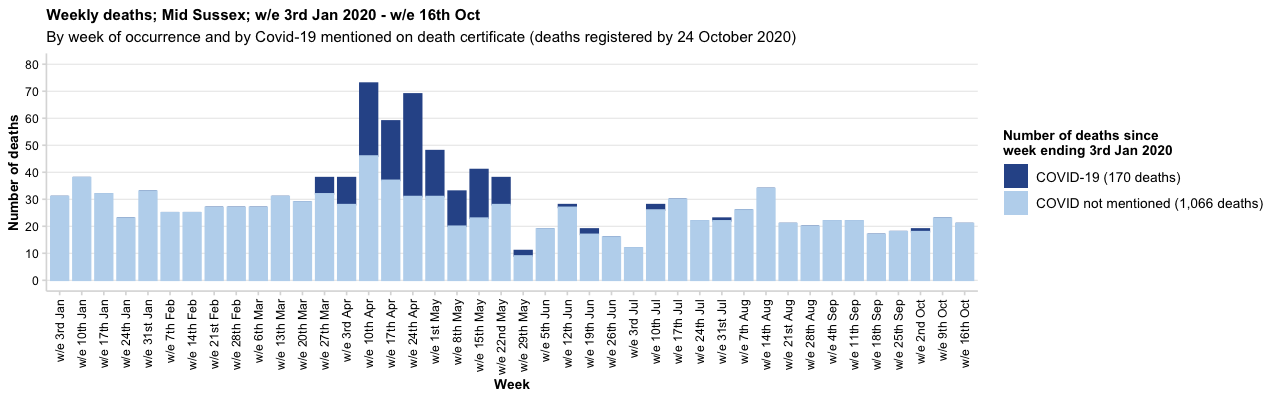 Weekly deaths; Mid Sussex; w/e 3rd Jan 2020 - w/e 16th Oct
By week of occurrence and by Covid-19 mentioned on death certificate (deaths registered by 24 October 2020)
Number of deaths
80
70
60
50
40
30
20
10
0
w/e 3rd Jan
w/e 10th Jan
w/e 17th Jan
w/e 24th Jan
w/e 31st Jan
w/e 7th Feb
w/e 14th Feb
w/e 21st Feb
w/e 28th Feb
w/e 6th Mar
w/e 13th Mar
w/e 20th Mar
w/e 27th Mar
w/e 3rd Apr
w/e 10th Apr
w/e 17th Apr
w/e 24th Apr
w/e 1st May
w/e 8th May
w/e 15th May
w/e 22nd May
w/e 29th May
w/e 5th Jun
w/e 12th Jun
w/e 19th Jun
w/e 26th Jun
w/e 3rd Jul
w/e 10th Jul
w/e 17th Jul
w/e 24th Jul
w/e 31st Jul
w/e 7th Aug
w/e 14th Aug
w/e 21st Aug
w/e 28th Aug
w/e 4th Sep
w/e 11th Sep
w/e 18th Sep
w/e 25th Sep
w/e 2nd Oct
w/e 9th Oct
w/e 16th Oct
Week
Number of deaths since
week ending 3rd Jan 2020
COVID-19 (170 deaths)
COVID not mentioned (1,066 deaths)